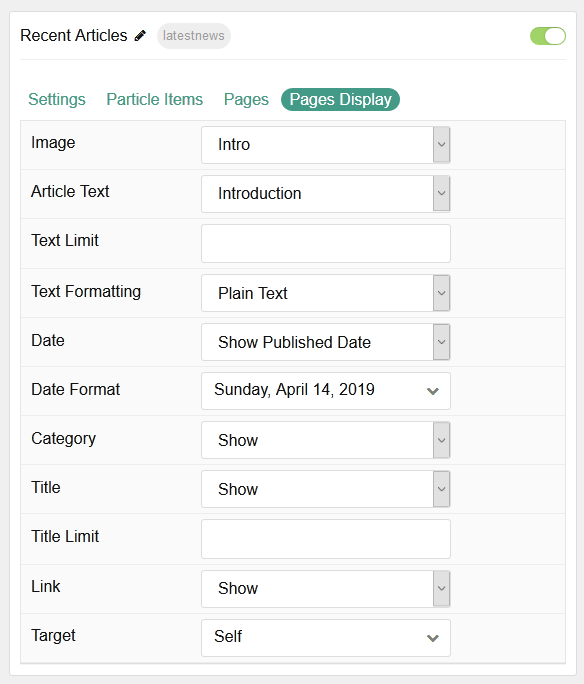 Recent Articles latestnews
Settings Particle Items Pages Pages Display
Image Intro
Article Text Introduction
Text Limit
Text Formatting Plain Text
Date Show Published Date
Date Format Sunday, April 14, 2019
Category Show
Title Show
Title Limit
Link Show
Target Self